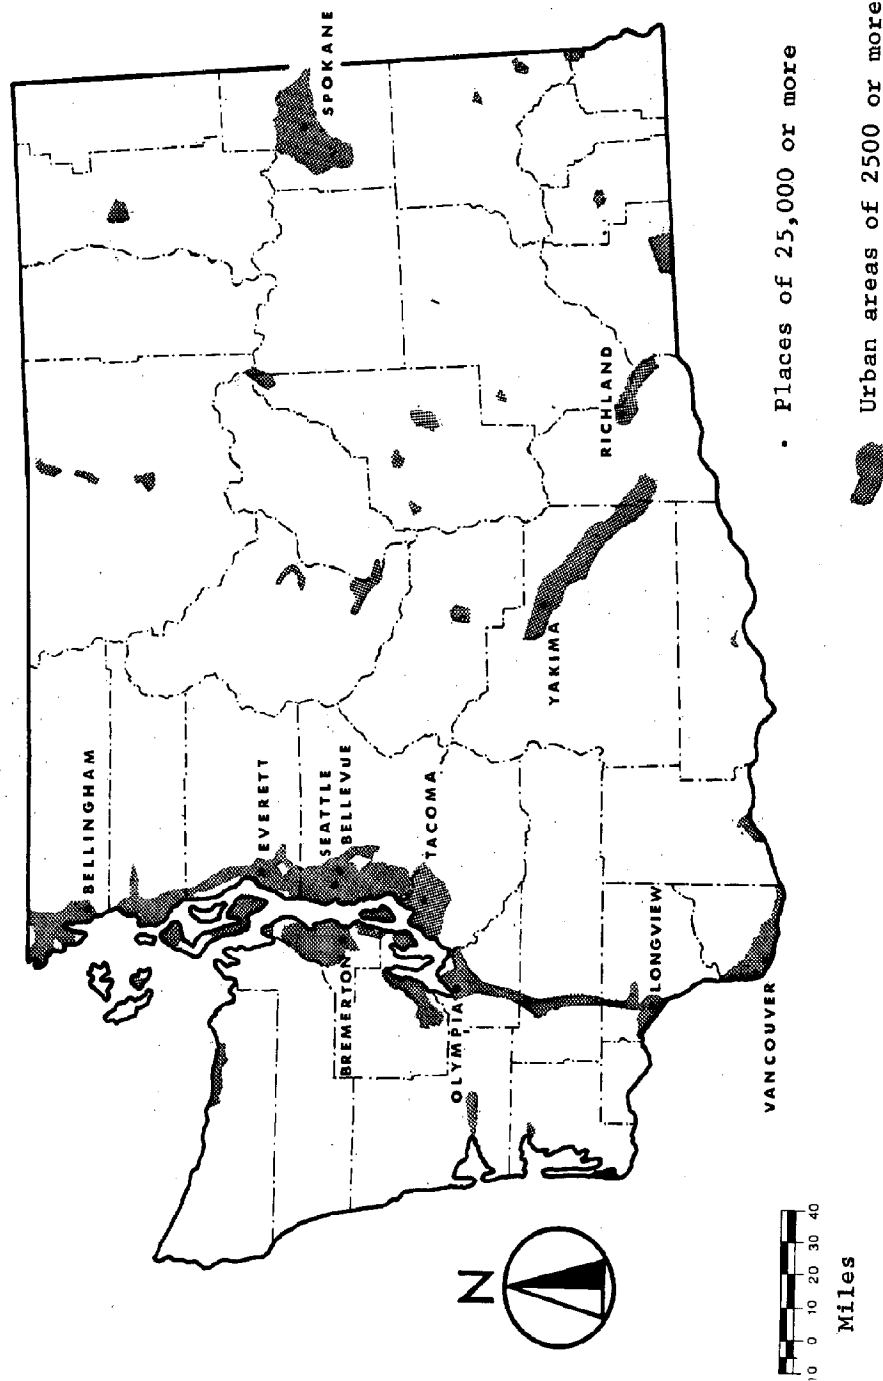 BELLINGHAM
EVERETT
SEATTLE
BELLEVUE
TACOMA
BREMERTON
OLYMPIA
LONGVIEW
VANCOUVER
YAKIMA
RICHLAND
SPOKANE
N
10 0 10 20 30 40
Miles
• Places of 25,000 or more
Urban areas of 2500 or more